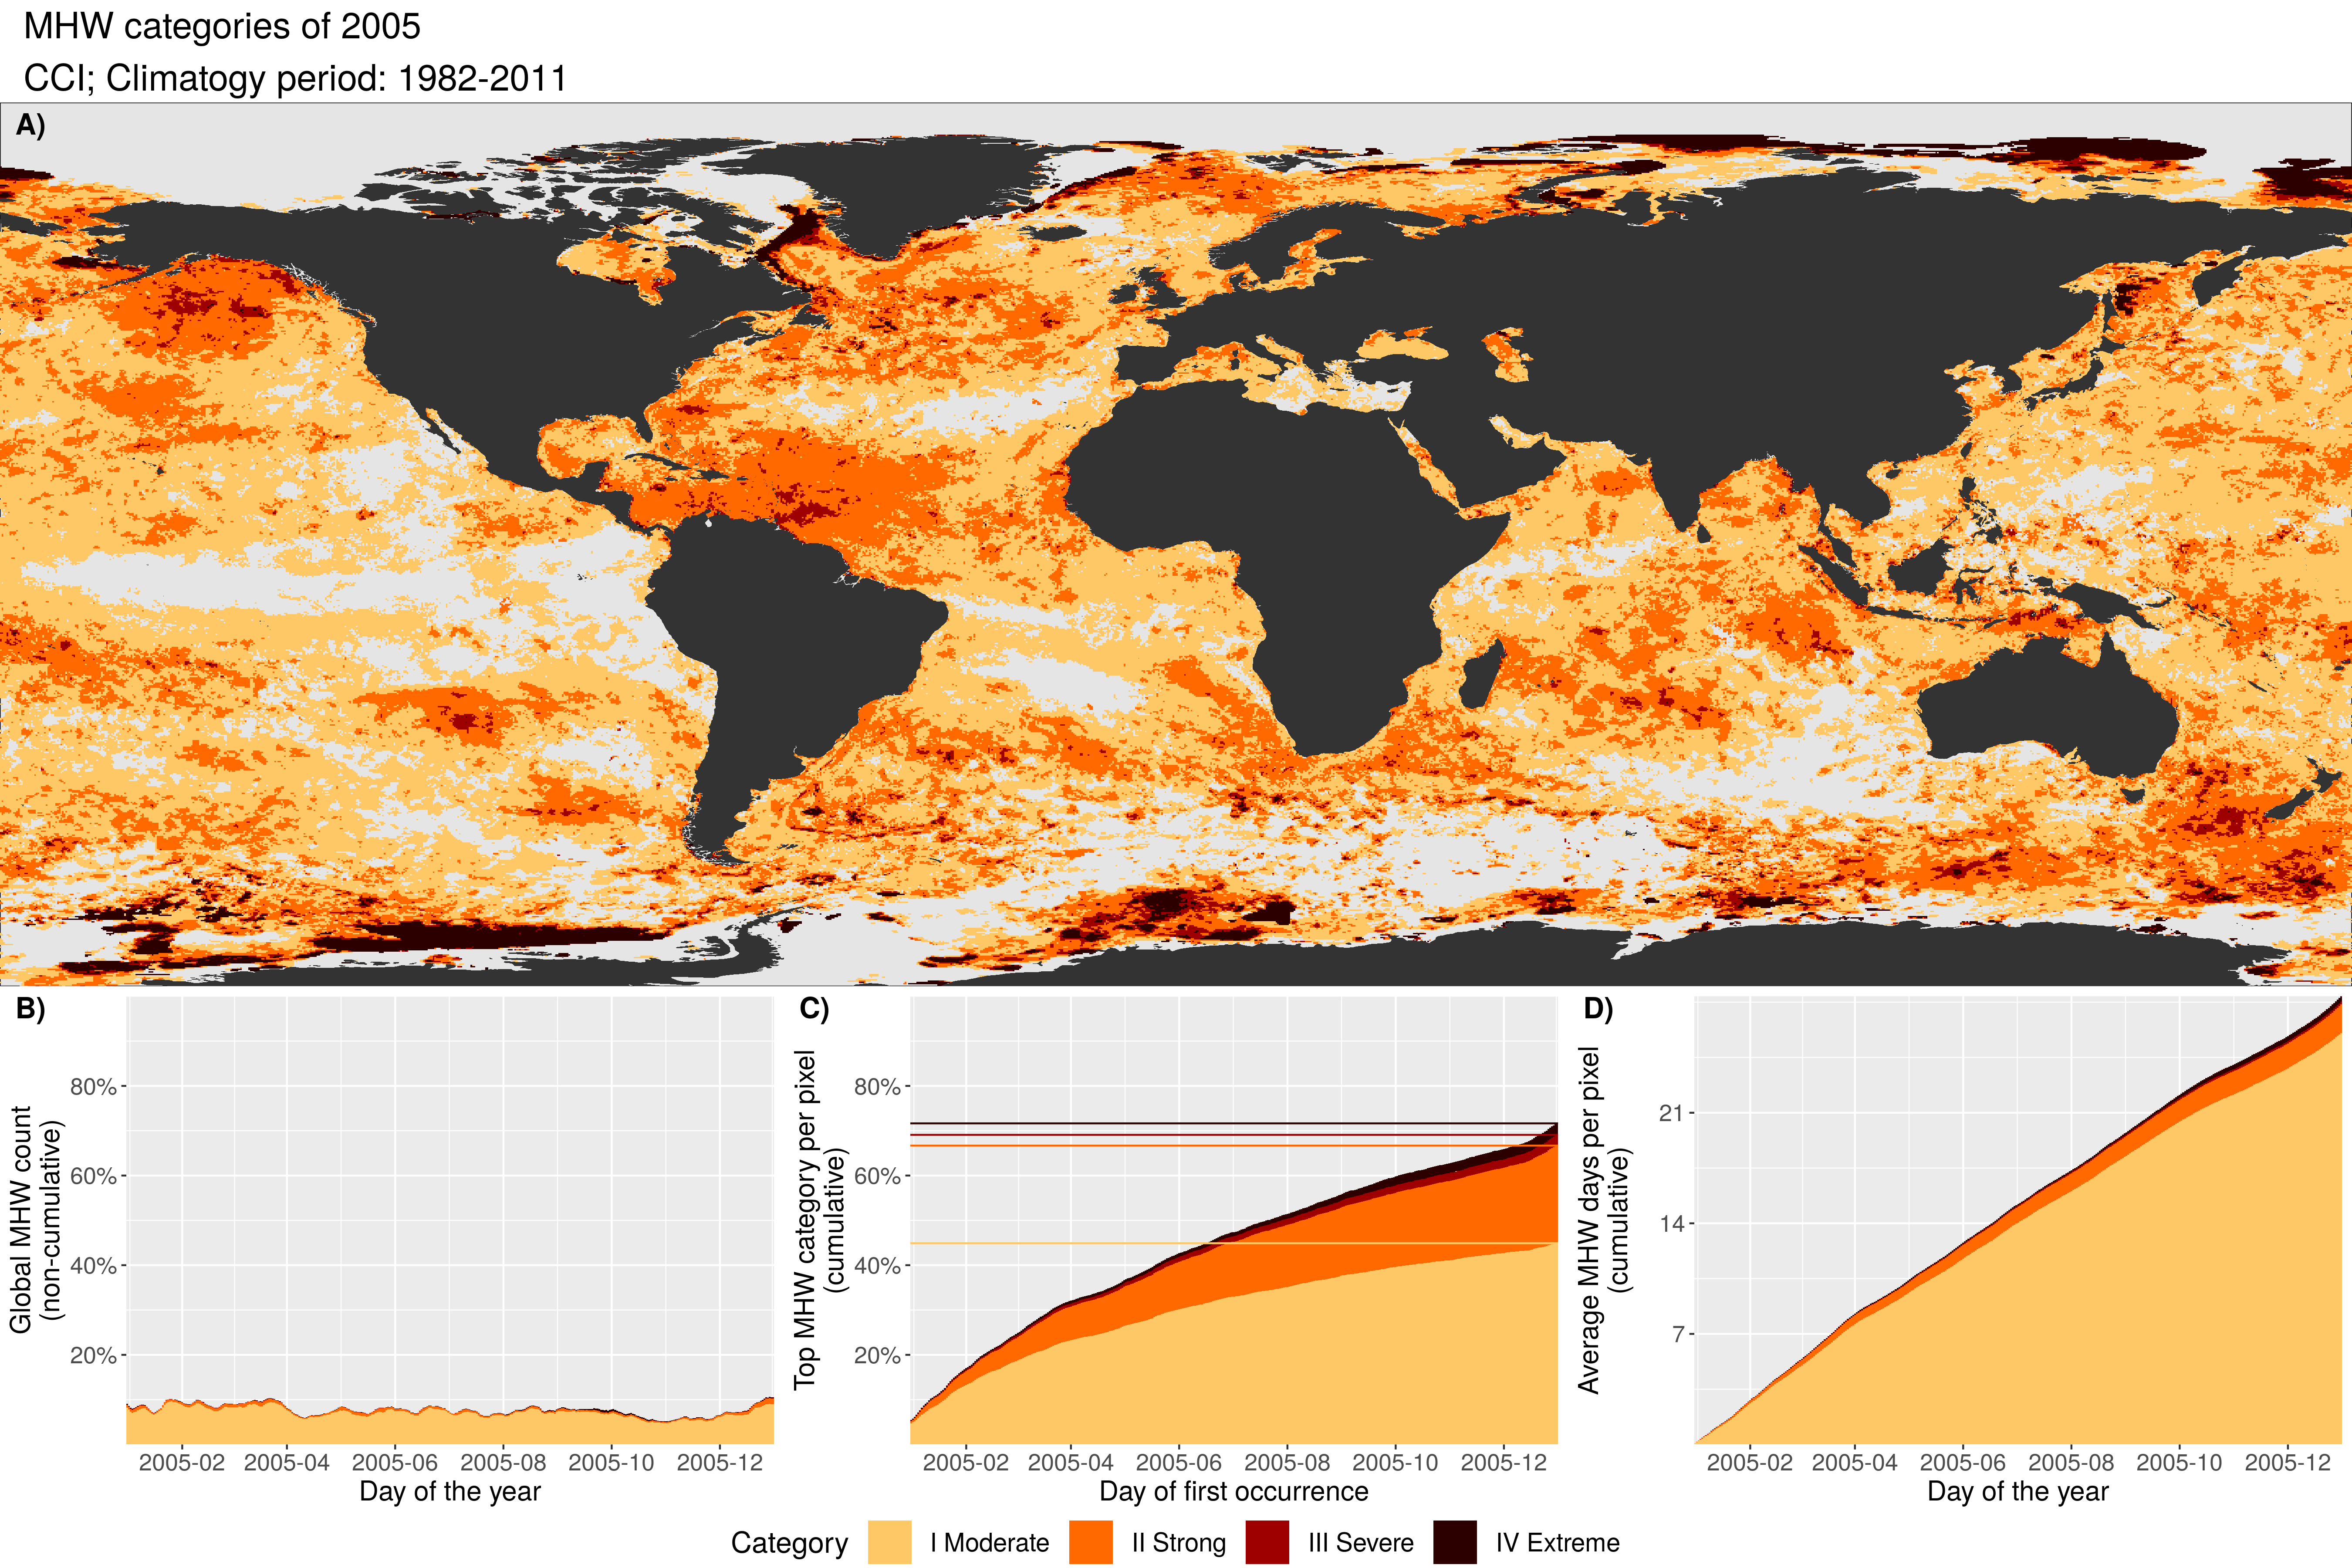 MHW categories of 2005
CCI; Climatogy period: 1982-2011
A)
B)
Global MHW count
(non-cumulative)
80%
60%
40%
20%
2005-02 2005-04 2005-06 2005-08 2005-10 2005-12
Day of the year
C)
Top MHW category per pixel
(cumulative)
80%
60%
40%
20%
2005-02 2005-04 2005-06 2005-08 2005-10 2005-12
Day of first occurrence
D)
Average MHW days per pixel
(cumulative)
21
14
7
2005-02 2005-04 2005-06 2005-08 2005-10 2005-12
Day of the year
Category I Moderate II Strong III Severe IV Extreme